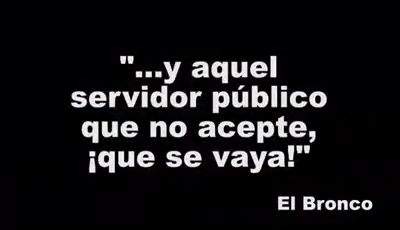 "...y aquel
servidor público
que no acepte,
¡que se vaya!"
El Bronco